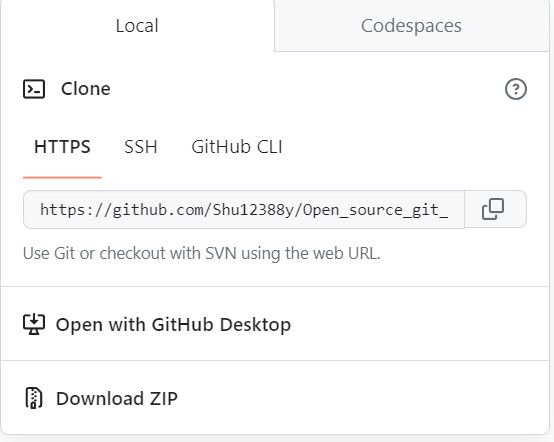 Local Codespaces
Clone
HTTPS SSH GitHub CLI
https://github.com/Shu12388y/Open_source_git_
Use Git or checkout with SVN using the web URL.
Open with GitHub Desktop
Download ZIP